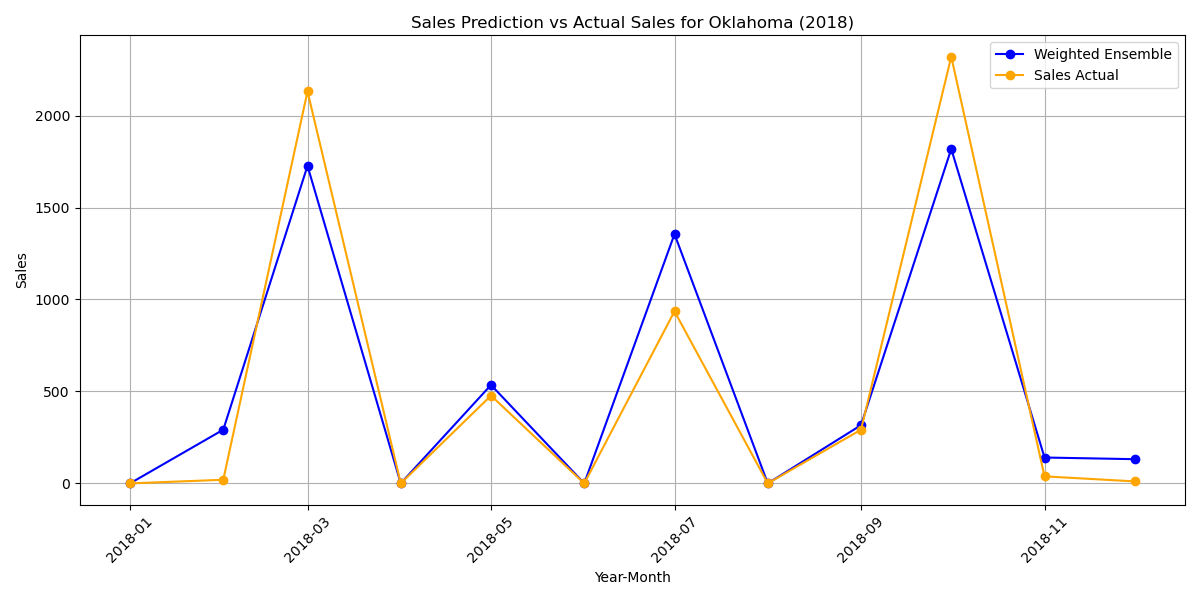 Sales Prediction vs Actual Sales for Oklahoma (2018)
Weighted Ensemble
Sales Actual
2000
1500
1000
500
0
Sales
2018-01
2018-03
2018-05
2018-07
2018-09
2018-11
Year-Month